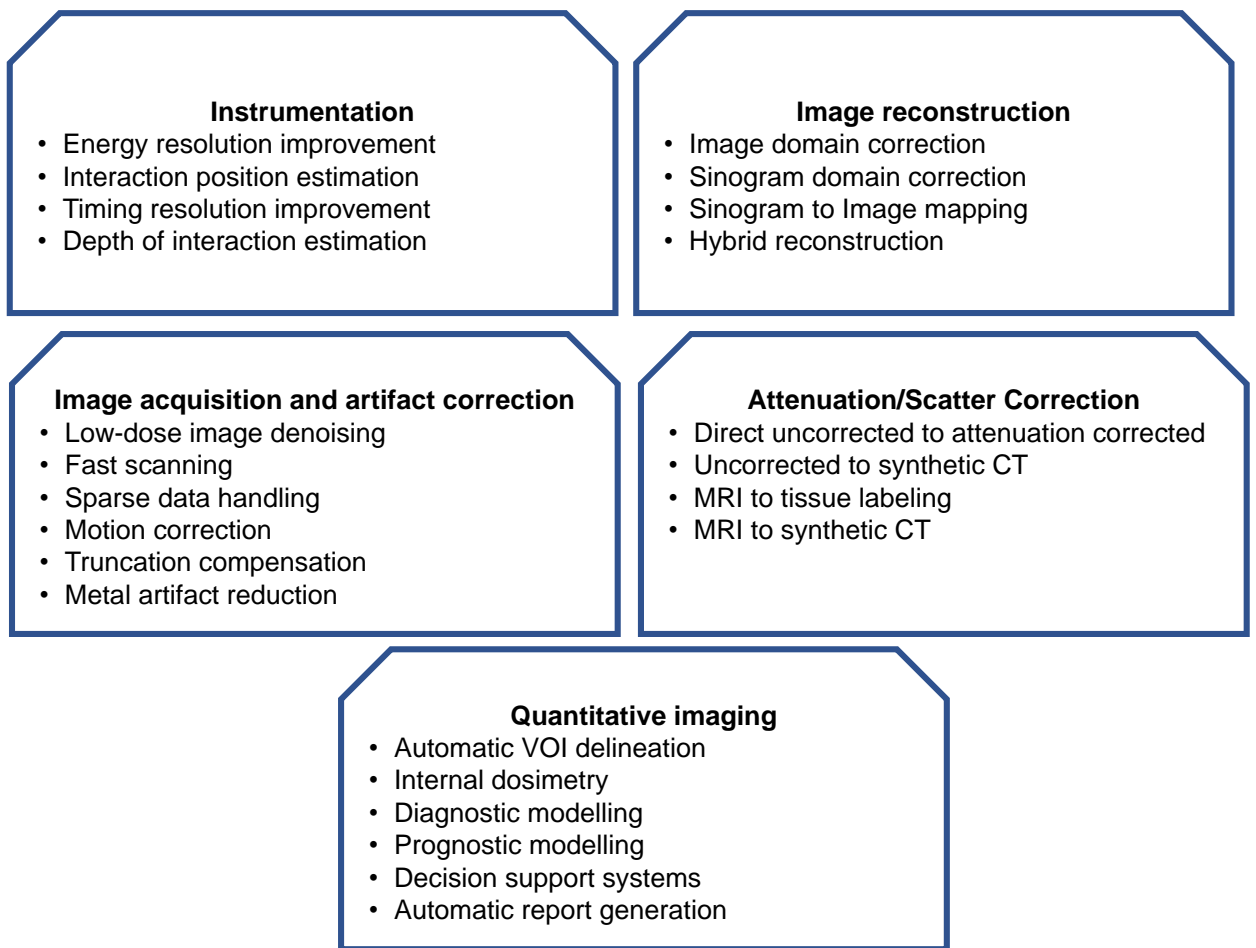 Instrumentation
• Energy resolution improvement
• Interaction position estimation
• Timing resolution improvement
• Depth of interaction estimation
Image reconstruction
• Image domain correction
• Sinogram domain correction
• Sinogram to Image mapping
• Hybrid reconstruction
Image acquisition and artifact correction
• Low-dose image denoising
• Fast scanning
• Sparse data handling
• Motion correction
• Truncation compensation
• Metal artifact reduction
Attenuation/Scatter Correction
• Direct uncorrected to attenuation corrected
• Uncorrected to synthetic CT
• MRI to tissue labeling
• MRI to synthetic CT
Quantitative imaging
• Automatic VOI delineation
• Internal dosimetry
• Diagnostic modelling
• Prognostic modelling
• Decision support systems
• Automatic report generation